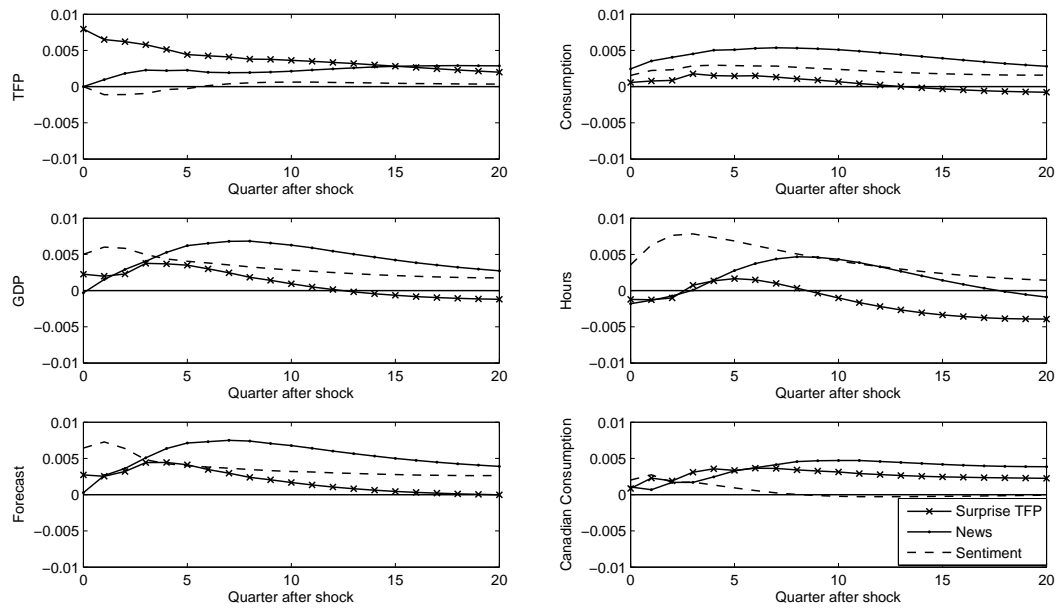 0.01
0.005
0
−0.005
−0.01
TFP
0 5 10 15 20
Quarter after shock
0.01
0.005
0
−0.005
−0.01
Consumption
0 5 10 15 20
Quarter after shock
0.01
0.005
0
−0.005
−0.01
GDP
0 5 10 15 20
Quarter after shock
0.01
0.005
0
−0.005
−0.01
Hours
0 5 10 15 20
Quarter after shock
0.01
0.005
0
−0.005
−0.01
Forecast
0 5 10 15 20
Quarter after shock
0.01
0.005
0
−0.005
−0.01
Canadian Consumption
0 5 10 15 20
Quarter after shock
Surprise TFP
News
Sentiment